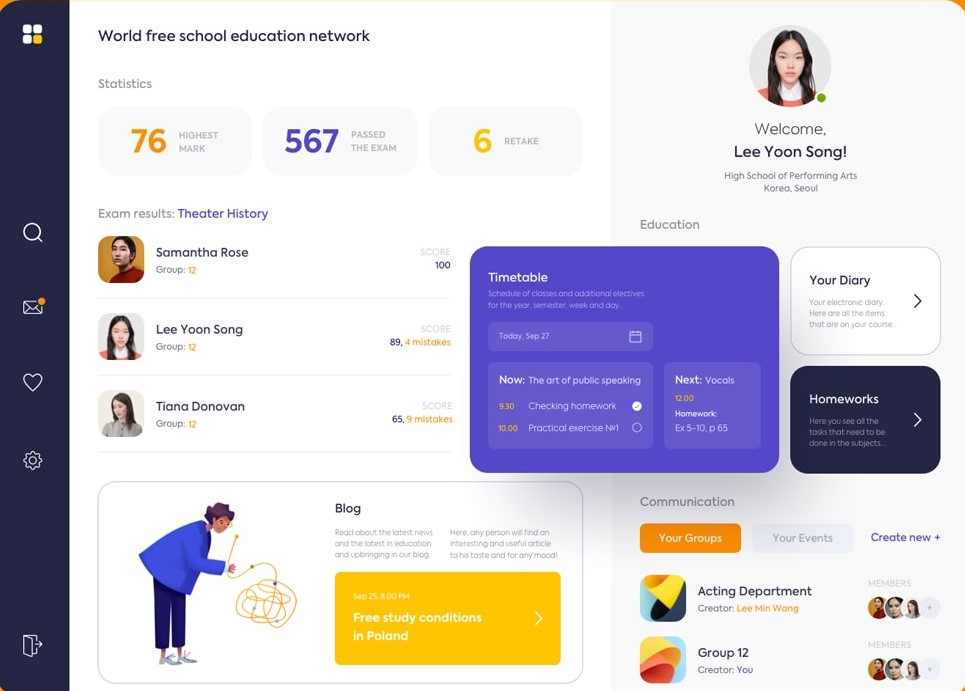 World free school education network
Statistics
76 HIGHEST
MARK
567 PASSED
THE EXAM
6 RETAKE
Exam results: Theater History
Samantha Rose
Group: 12
SCORE
100
Lee Yoon Song
Group: 12
SCORE
89, 4 mistakes
Tiana Donovan
Group: 12
SCORE
65, 9 mistakes
Blog
Read about the latest news
and the latest in education
and upbringing in our blog.
Here, any person will find an
interesting and useful article
to his taste and for any mood!
Sep 25, 8.00 PM
Free study conditions
in Poland
Welcome,
Lee Yoon Song!
High School of Performing Arts
Korea, Seoul
Education
Timetable
Schedule of classes and additional electives
for the year, semester, week and day..
Today, Sep 27
Now: The art of public speaking
9.30 Checking homework
10.00 Practical exercise №1
Next: Vocals
12.00
Homework:
Ex 5-10, p 65
Your Diary
Your electronic diary.
Here are all the items
that are on your course...
Homeworks
Here you see all the
tasks that need to be
done in the subjects...
Communication
Your Groups
Your Events
Create new +
Acting Department
Creator: Lee Min Wang
MEMBERS
+
Group 12
Creator: You
MEMBERS
+